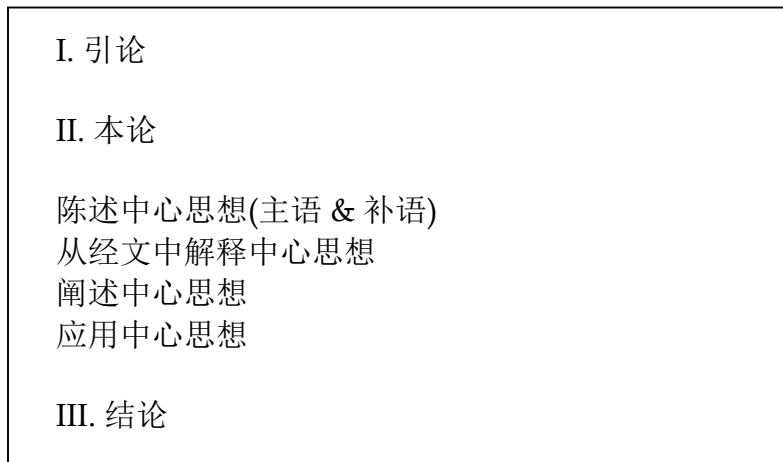 I. 引论
II. 本论
陈述中心思想(主语 & 补语)
从经文中解释中心思想
阐述中心思想
应用中心思想
III. 结论